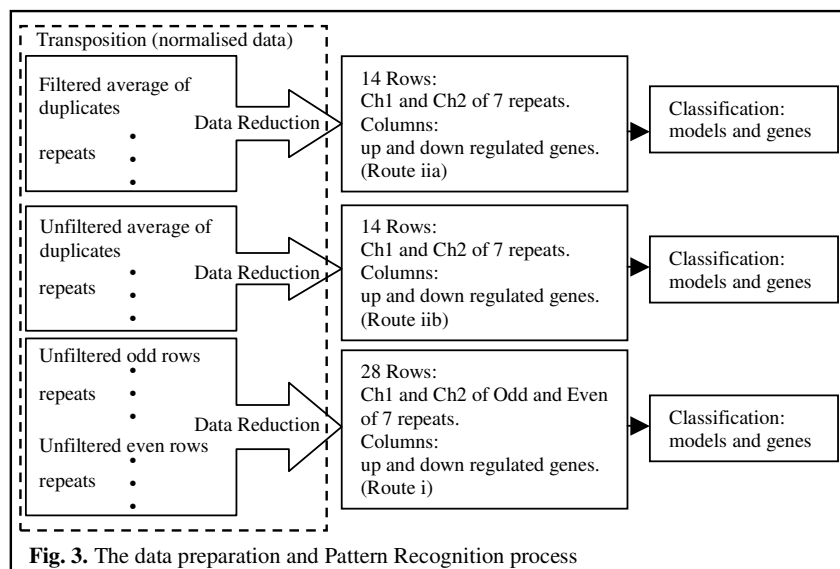 Transposition (normalised data)
Filtered average of
duplicates
repeats
Data Reduction
14 Rows:
Ch1 and Ch2 of 7 repeats.
Columns:
up and down regulated genes.
(Route iia)
Classification:
models and genes
Unfiltered average of
duplicates
repeats
Data Reduction
14 Rows:
Ch1 and Ch2 of 7 repeats.
Columns:
up and down regulated genes.
(Route iib)
Classification:
models and genes
Unfiltered odd rows
repeats
Unfiltered even rows
repeats
Data Reduction
28 Rows:
Ch1 and Ch2 of Odd and Even
of 7 repeats.
Columns:
up and down regulated genes.
(Route i)
Classification:
models and genes
Fig. 3. The data preparation and Pattern Recognition process